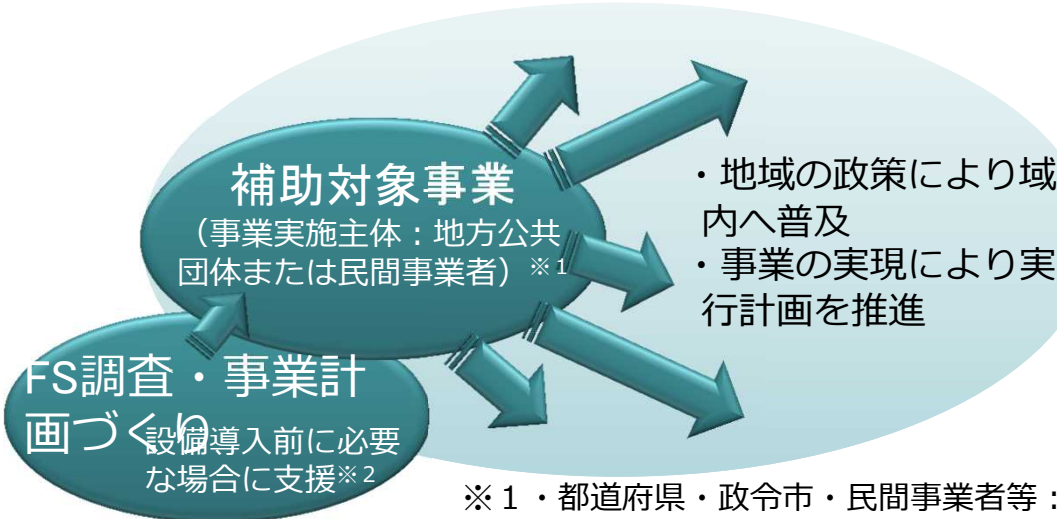 補助対象事業
（事業実施主体：地方公共
団体または民間事業者）※1
・地域の政策により域
内へ普及
・事業の実現により実
行計画を推進
FS調査・事業計
画づくり
設備導入前に必要
な場合に支援※2
※１・都道府県・政令市・民間事業者等：